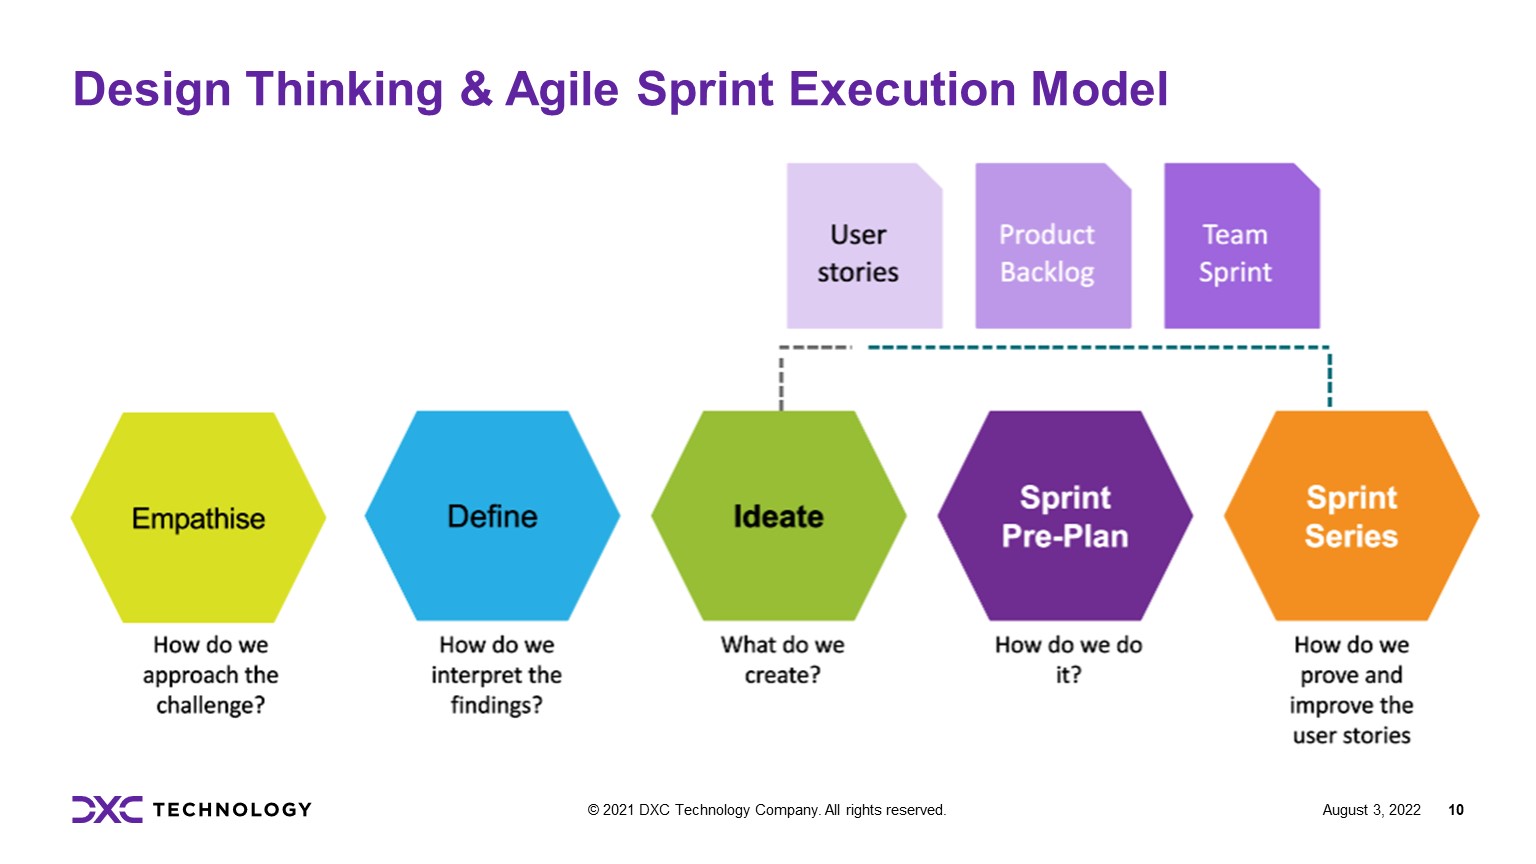 Design Thinking & Agile Sprint Execution Model
User
stories
Product
Backlog
Team
Sprint
Empathise
Define
Ideate
Sprint
Pre-Plan
Sprint
Series
How do we
approach the
challenge?
How do we
interpret the
findings?
What do we
create?
How do we do
it?
How do we
prove and
improve the
user stories
DXC TECHNOLOGY
© 2021 DXC Technology Company. All rights reserved.
August 3, 2022 10